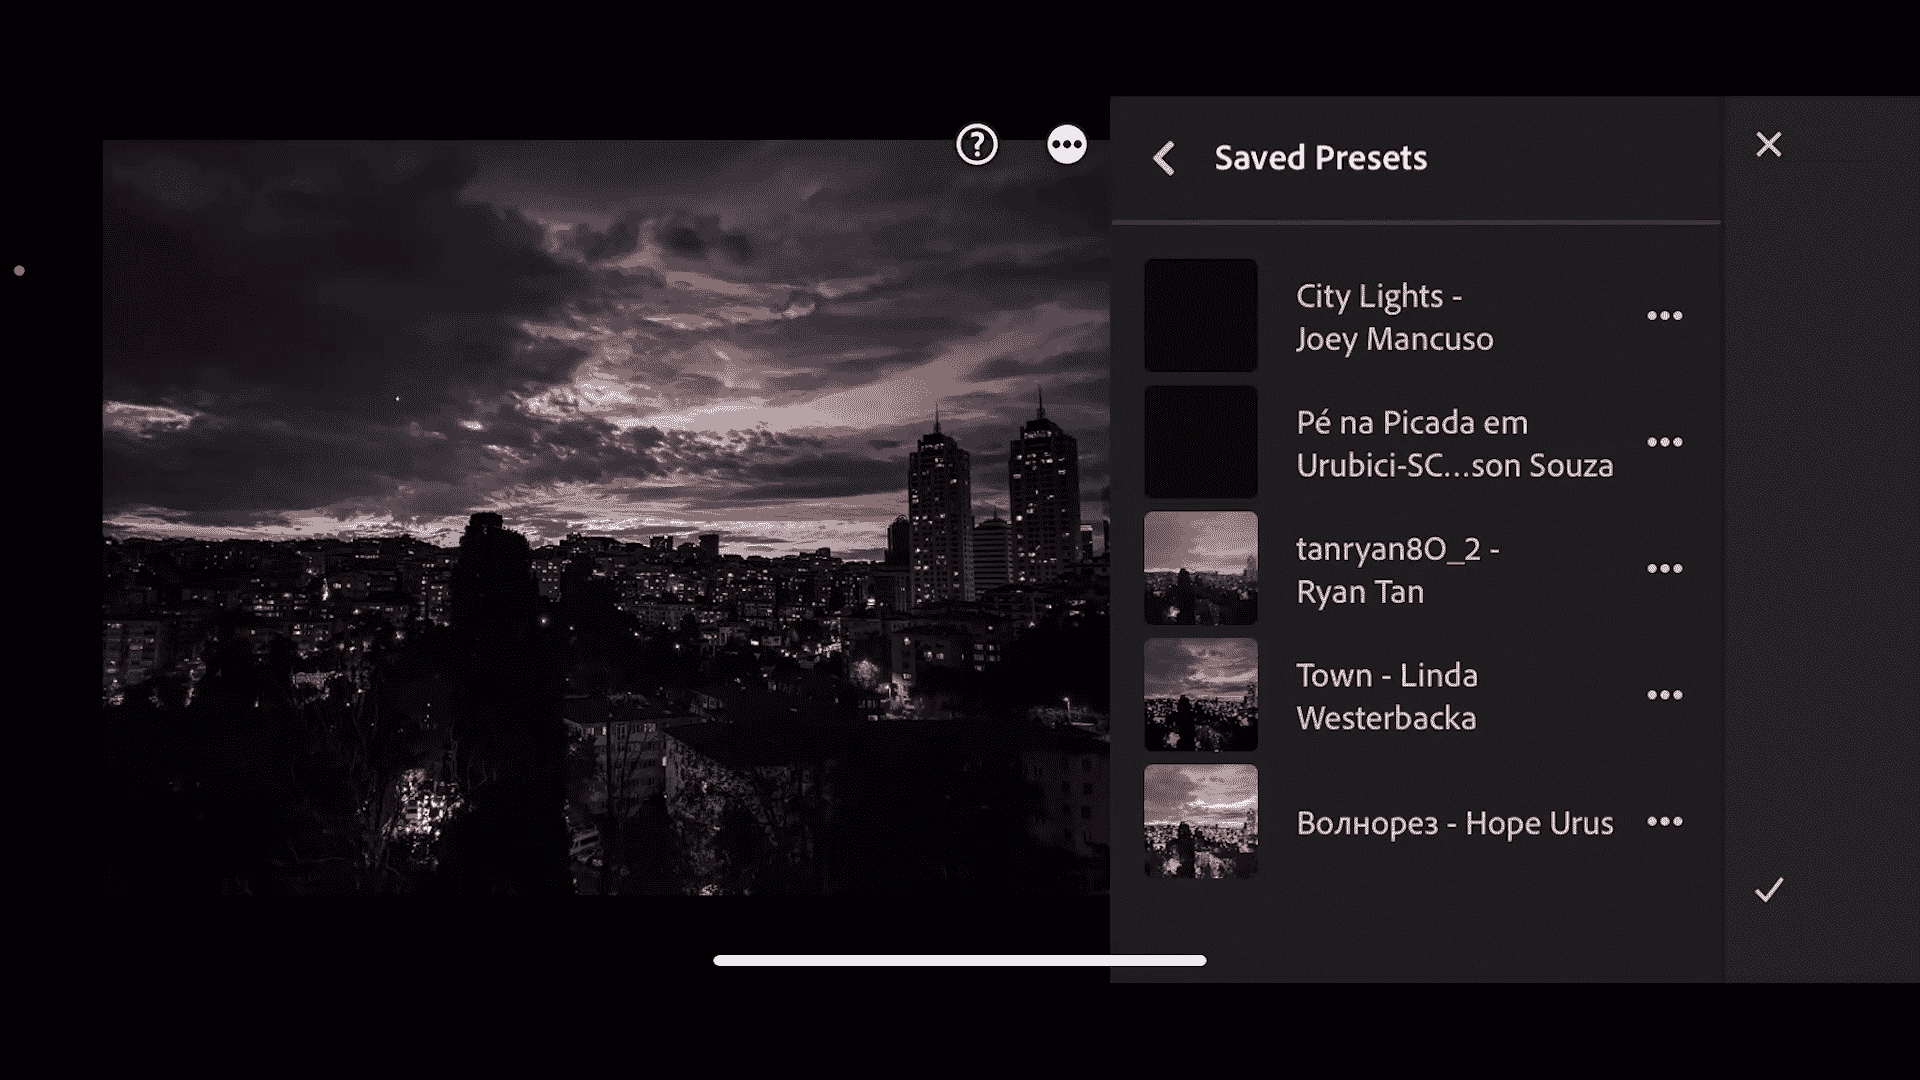 ?
Saved Presets
City Lights -
Joey Mancuso
Pé na Picada em
Urubici-SC...son Souza
tanryan8O_2 -
Ryan Tan
Town - Linda
Westerbacka
Волнорез - Hope Urus